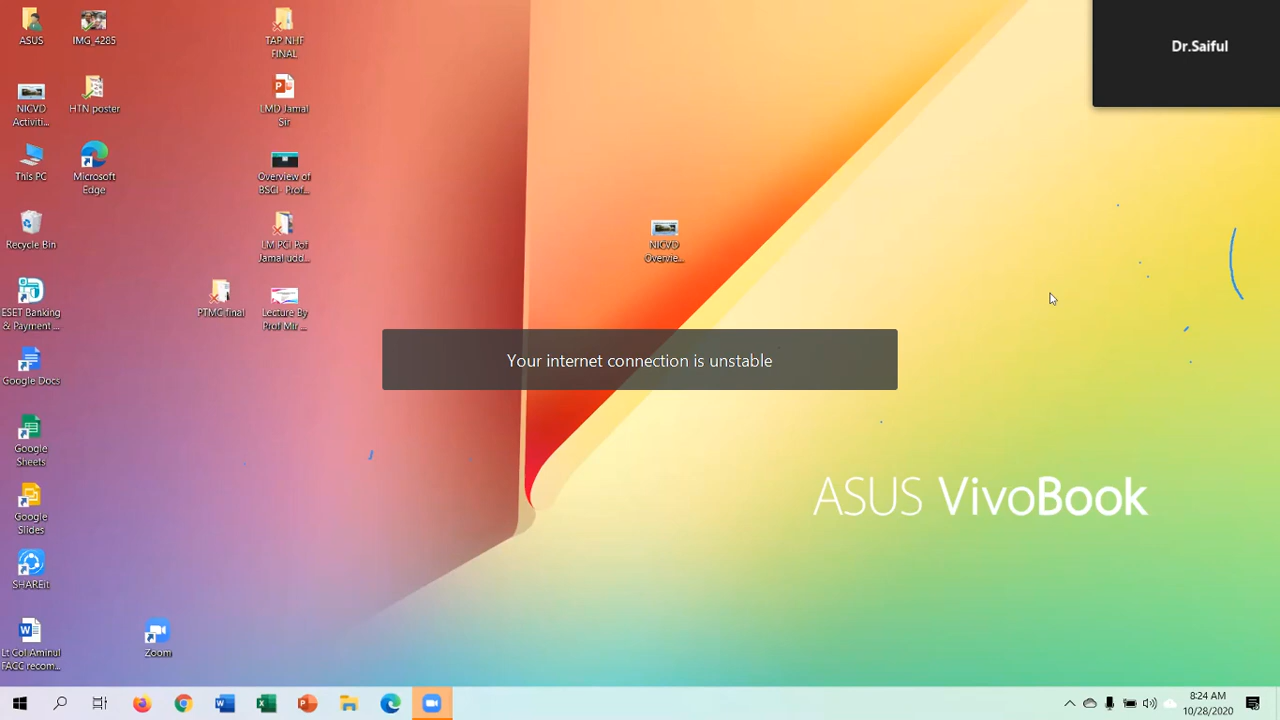 ASUS
IMG_4285
TAP NHF
FINAL
Dr.Saiful
NICVD
Activiti...
HTN poster
LMD Jamal
Sir
This PC
Microsoft
Edge
Overview of
BSCI - Prof...
Recycle Bin
LM PCI Pof
Jamal udd...
NICVD
Overvie...
ESET Banking
& Payment ...
PTMC final
Lecture By
Prof Mir ...
Your internet connection is unstable
Google Docs
Google
Sheets
ASUS VivoBook
Google
Slides
SHAREit
Lt Col Aminul
FACC recom...
Zoom
8:24 AM
10/28/2020